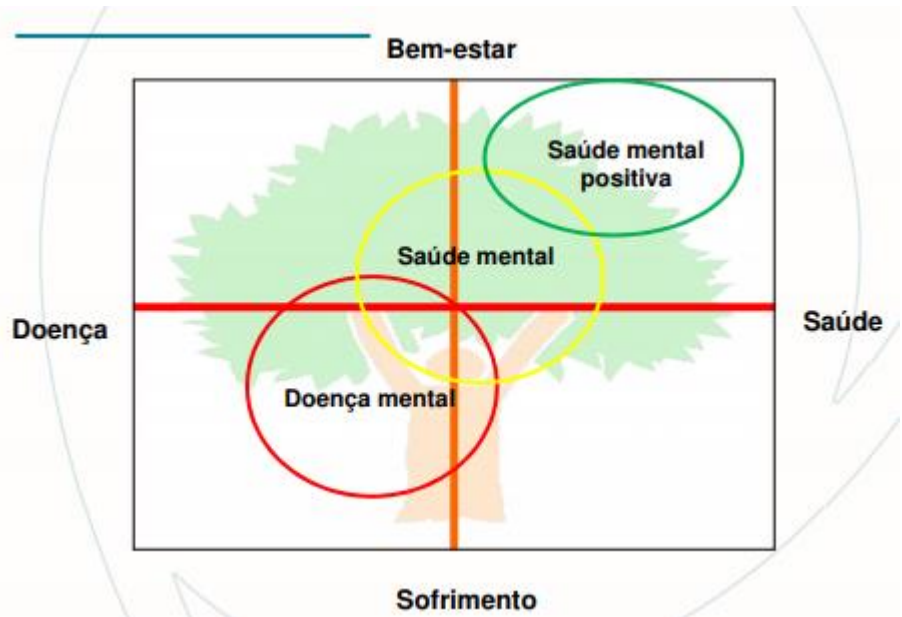 Bem-estar
Saúde mental
positiva
Saúde mental
Doença
Saúde
Doença mental
Sofrimento